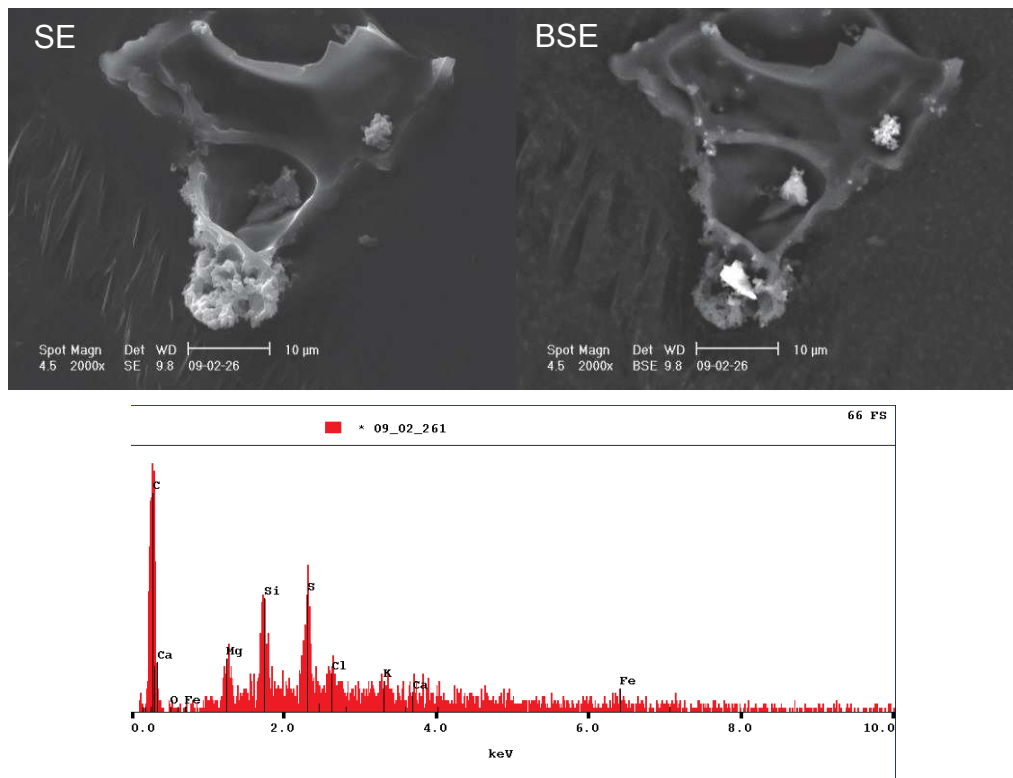 SE
BSE
Spot Magn Det WD 10 µm
4.5 2000x SE 9.8 09-02-26
Spot Magn Det WD 10 µm
4.5 2000x BSE 9.8 09-02-26
66 FS
* 09_02_261
C
Si
S
Ca
Mg
Cl
K
Ca
Fe
O Fe
0.0 2.0 4.0 6.0 8.0 10.0
keV